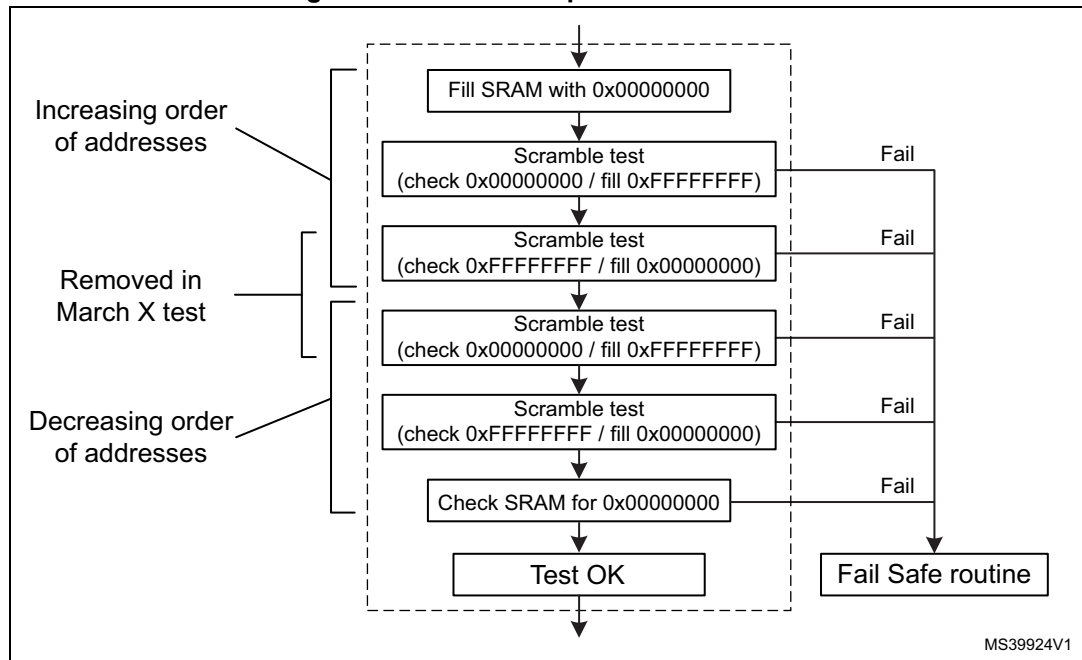 Fill SRAM with 0x00000000
Increasing order
of addresses
Scramble test
(check 0x00000000 / fill 0xFFFFFFFF)
Fail
Scramble test
(check 0xFFFFFFFF / fill 0x00000000)
Fail
Removed in
March X test
Scramble test
(check 0x00000000 / fill 0xFFFFFFFF)
Fail
Scramble test
(check 0xFFFFFFFF / fill 0x00000000)
Fail
Decreasing order
of addresses
Check SRAM for 0x00000000
Fail
Test OK
Fail Safe routine
MS39924V1